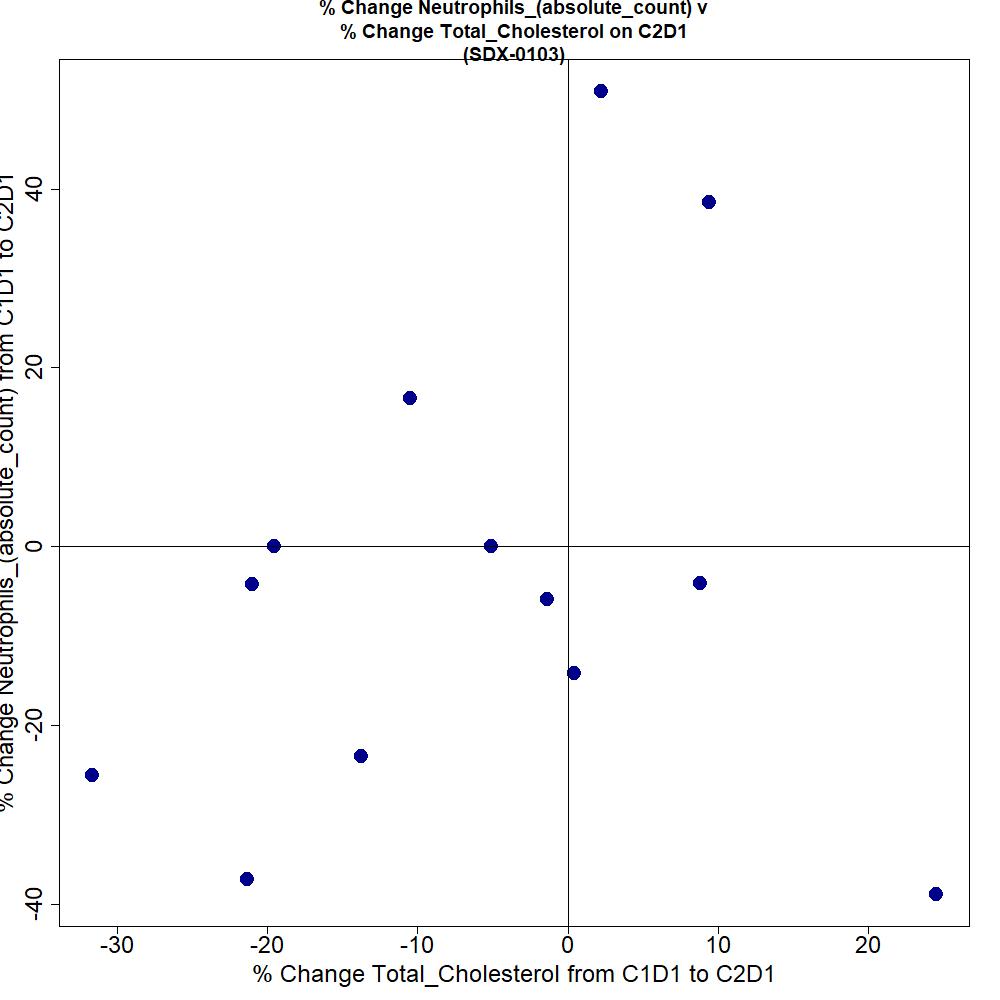 % Change Neutrophils_(absolute_count) v
% Change Total_Cholesterol on C2D1
(SDX-0103)
% Change Neutrophils_(absolute_count) from C1D1 to C2D1
40
20
0
-20
-40
-30
-20
-10
0
10
20
% Change Total_Cholesterol from C1D1 to C2D1